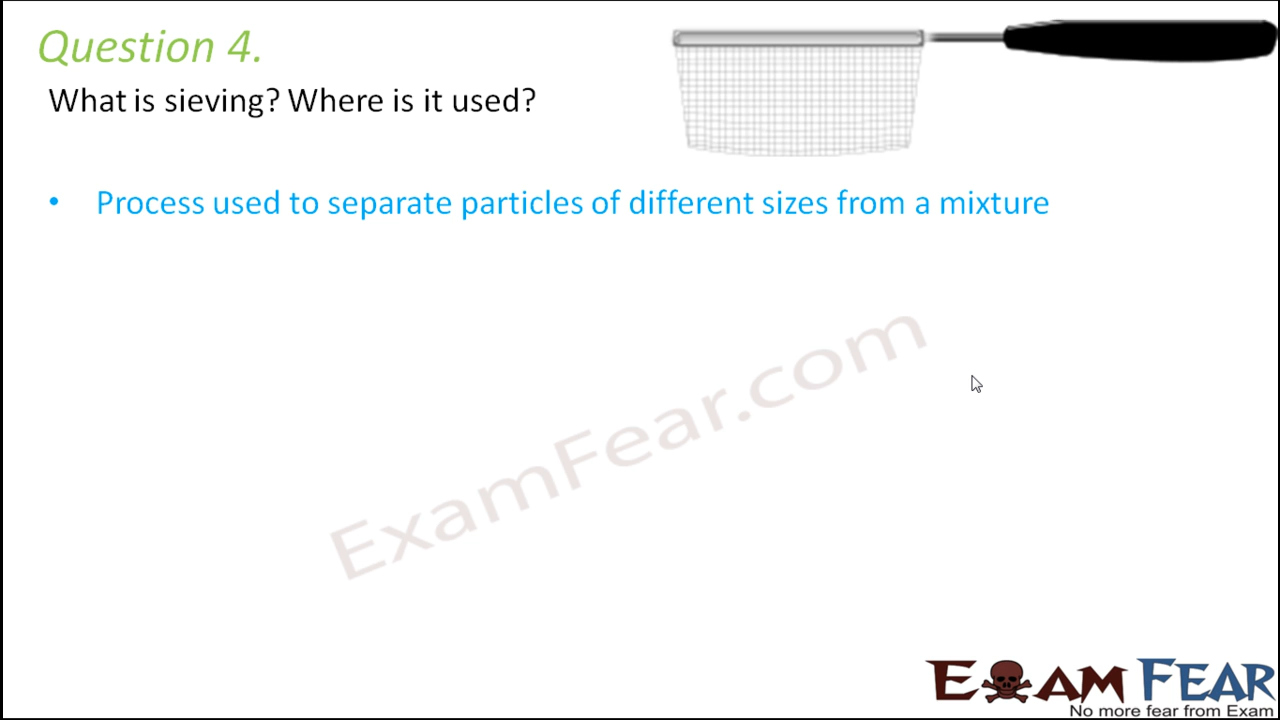 Question 4.
What is sieving? Where is it used?
• Process used to separate particles of different sizes from a mixture
ExamFear.com
EXAM FEAR
No more fear from Exam